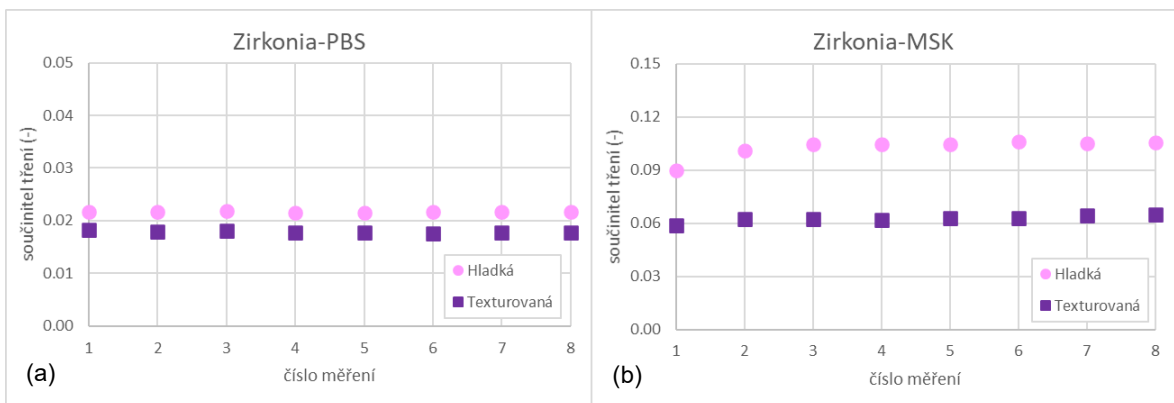 Zirkonia-PBS
součinitel tření (-)
0.05
0.04
0.03
0.02
0.01
0.00
Hladká
Texturovaná
1 2 3 4 5 6 7 8
číslo měření
(a)
Zirkonia-MSK
součinitel tření (-)
0.15
0.12
0.09
0.06
0.03
0.00
Hladká
Texturovaná
1 2 3 4 5 6 7 8
číslo měření
(b)